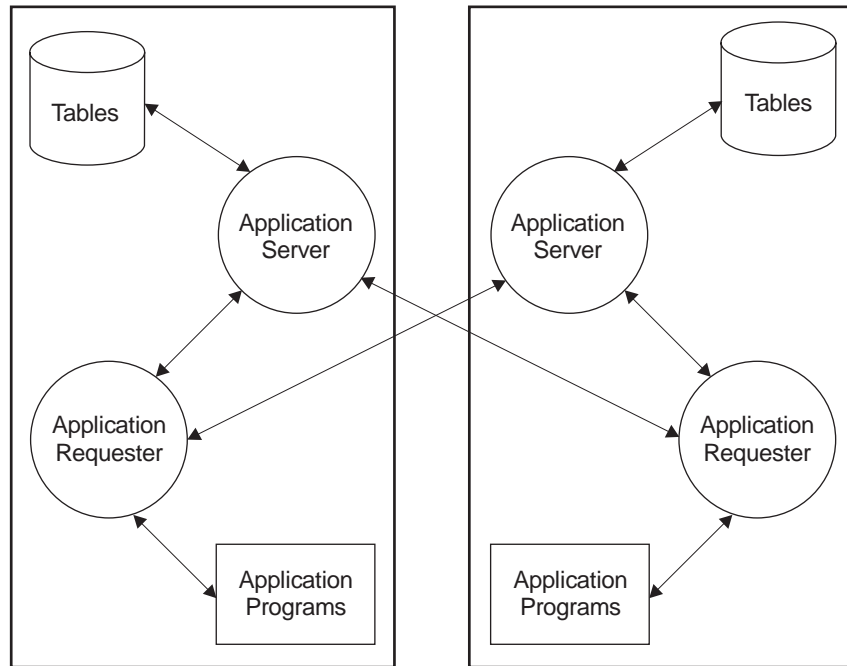 Tables
Application
Server
Application
Requester
Application
Programs
Tables
Application
Server
Application
Requester
Application
Programs